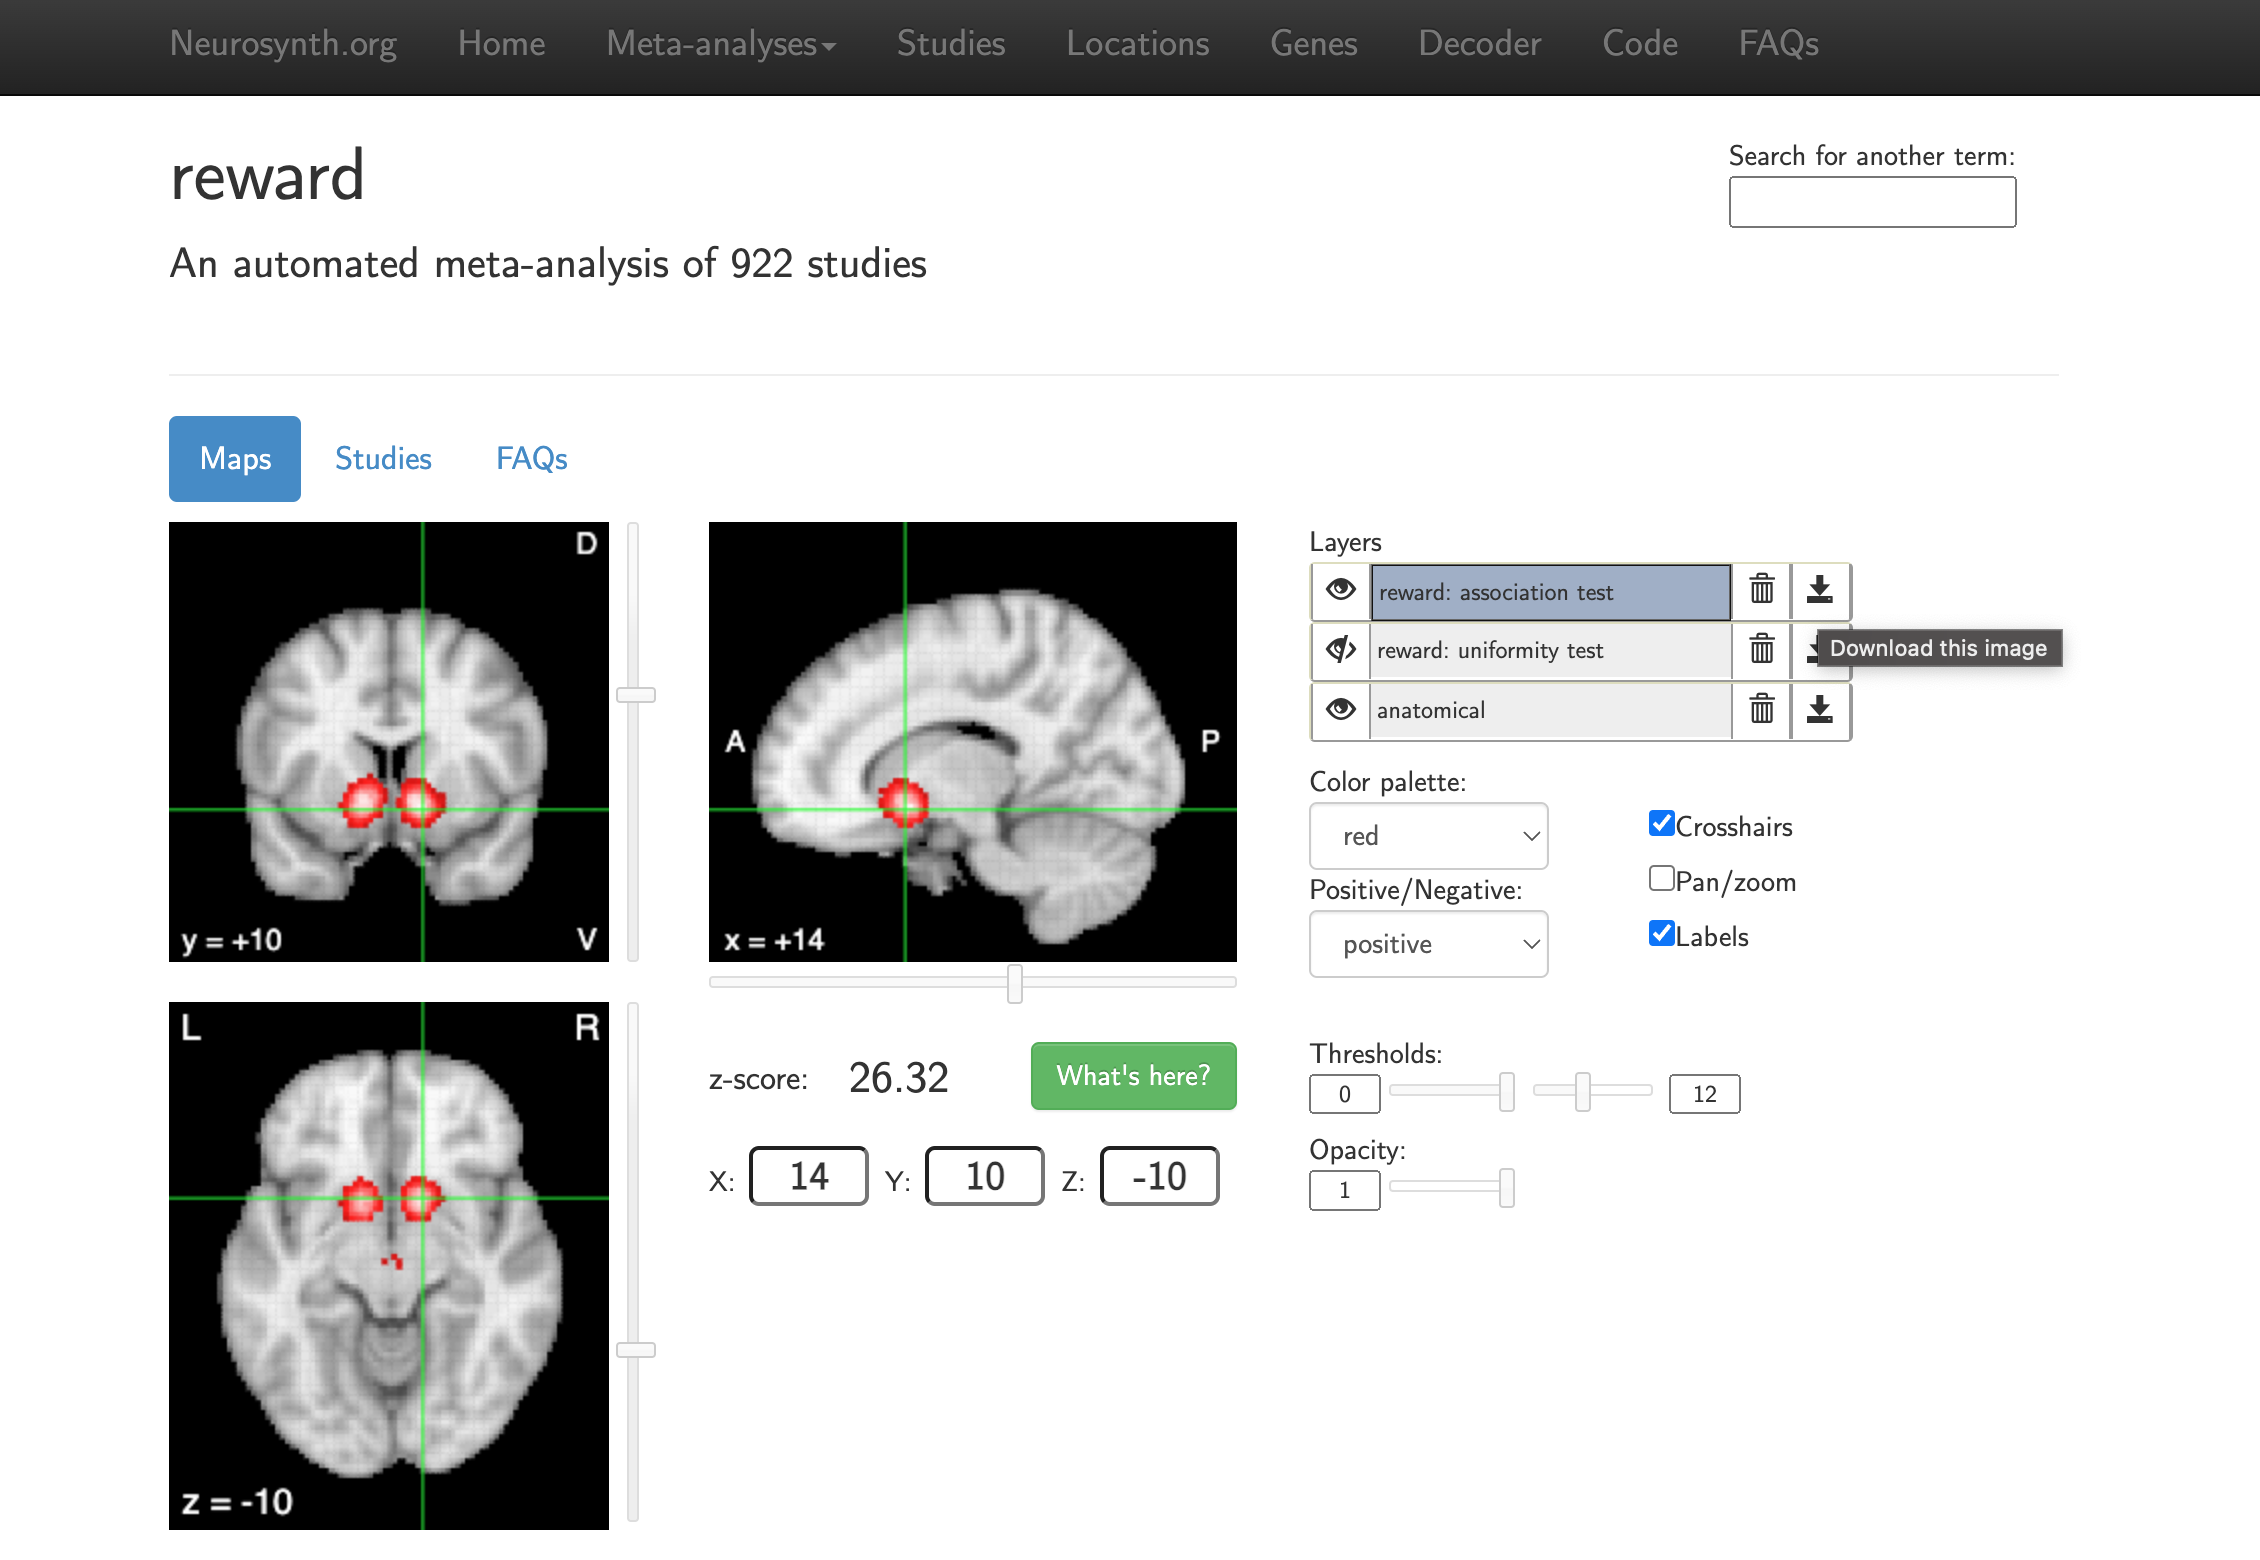 Neurosynth.org Home Meta-analyses Studies Locations Genes Decoder Code FAQs
reward
Search for another term:
An automated meta-analysis of 922 studies
Maps Studies FAQs
D
y = +10
V
A
P
x = +14
Layers
reward: association test
reward: uniformity test
Download this image
anatomical
Color palette:
red
Crosshairs
Pan/zoom
Positive/Negative:
positive
Labels
L
R
z = -10
z-score: 26.32 What's here?
X: 14 Y: 10 Z: -10
Thresholds:
0
12
Opacity:
1